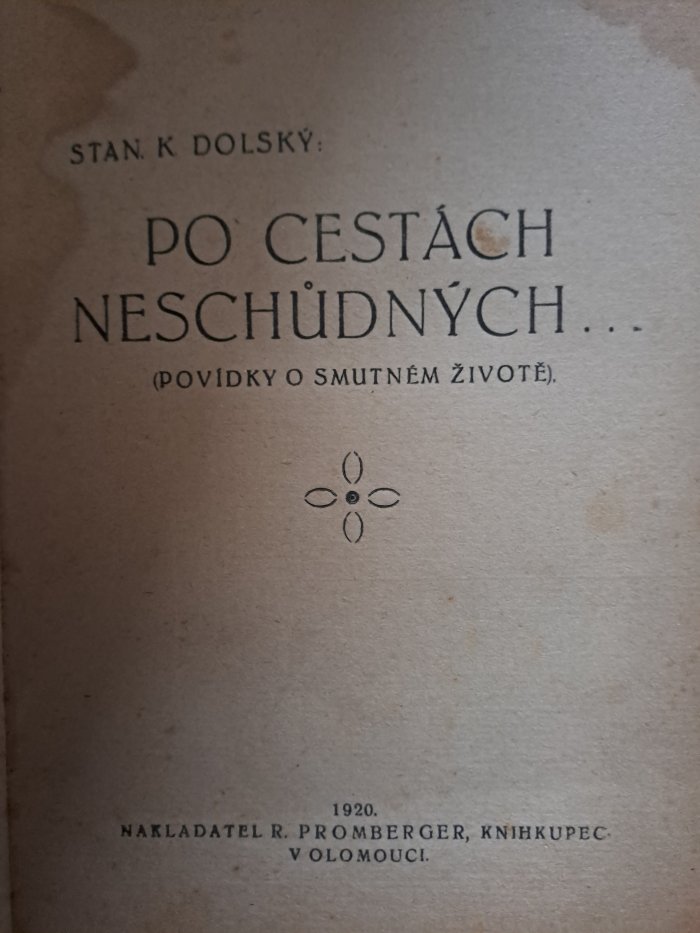 STAN. K. DOLSKÝ:
PO CESTÁCH
NESCHŮDNÝCH...
(POVÍDKY O SMUTNÉM ŽIVOTĚ).
1920.
NAKLADATEL R. PROMBERGER, KNIHKUPEC
V OLOMOUCI.